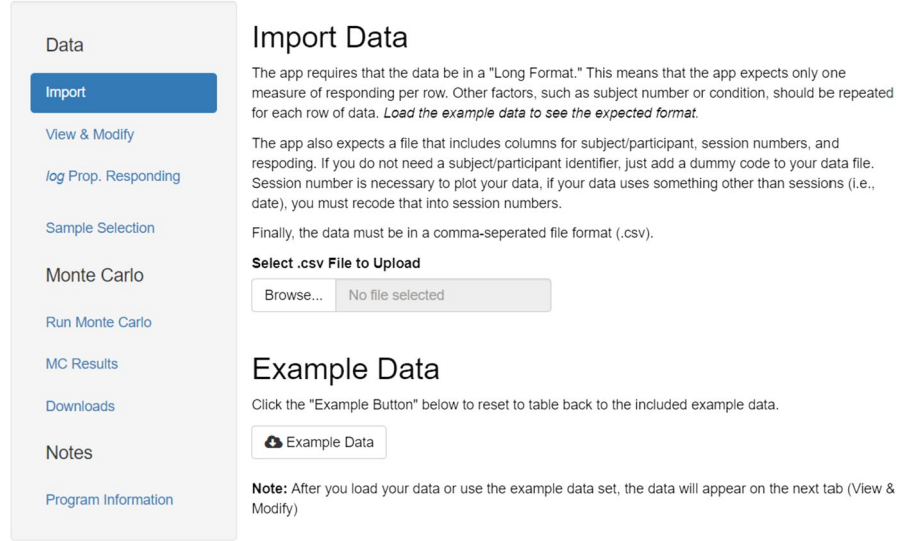 Data
Import
View & Modify
log Prop. Responding
Sample Selection
Monte Carlo
Run Monte Carlo
MC Results
Downloads
Notes
Program Information
Import Data
The app requires that the data be in a "Long Format." This means that the app expects only one
measure of responding per row. Other factors, such as subject number or condition, should be repeated
for each row of data. Load the example data to see the expected format.
The app also expects a file that includes columns for subject/participant, session numbers, and
respoding. If you do not need a subject/participant identifier, just add a dummy code to your data file.
Session number is necessary to plot your data, if your data uses something other than sessions (i.e.,
date), you must recode that into session numbers.
Finally, the data must be in a comma-seperated file format (.csv).
Select .csv File to Upload
Browse... No file selected
Example Data
Click the "Example Button" below to reset to table back to the included example data.
Example Data
Note: After you load your data or use the example data set, the data will appear on the next tab (View &
Modify)